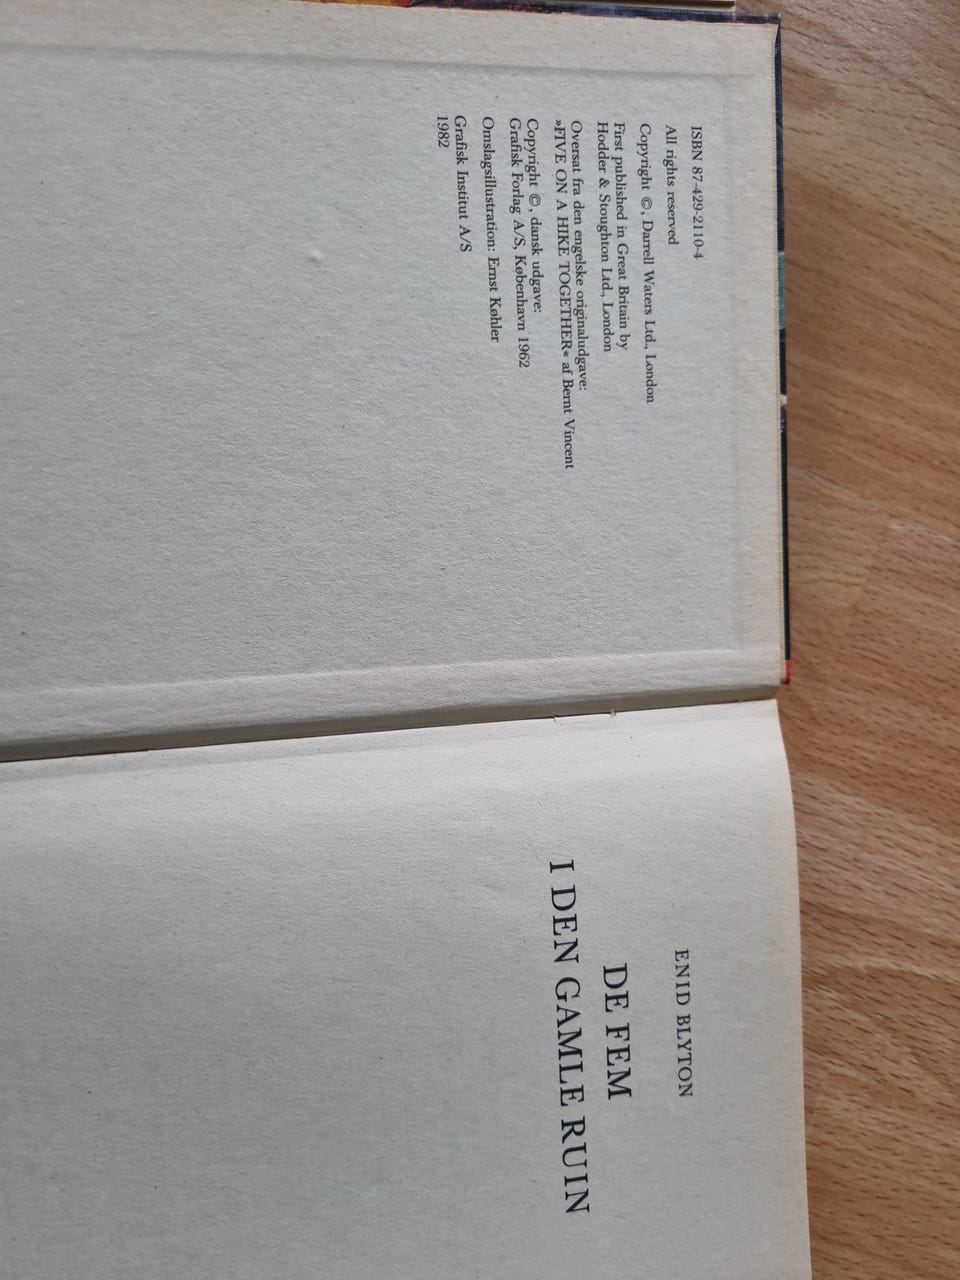 ISBN 87-429-2110-4
All rights reserved
Copyright ©, Darrell Waters Ltd., London
First published in Great Britain by
Hodder & Stoughton Ltd., London
Oversat fra den engelske originaludgave:
»FIVE ON A HIKE TOGETHER« af Bernt Vincent
Copyright ©, dansk udgave:
Grafisk Forlag A/S, København 1962
Omslagsillustration: Ernst Køhler
Grafisk Institut A/S
1982
ENID BLYTON
DE FEM
I DEN GAMLE RUIN